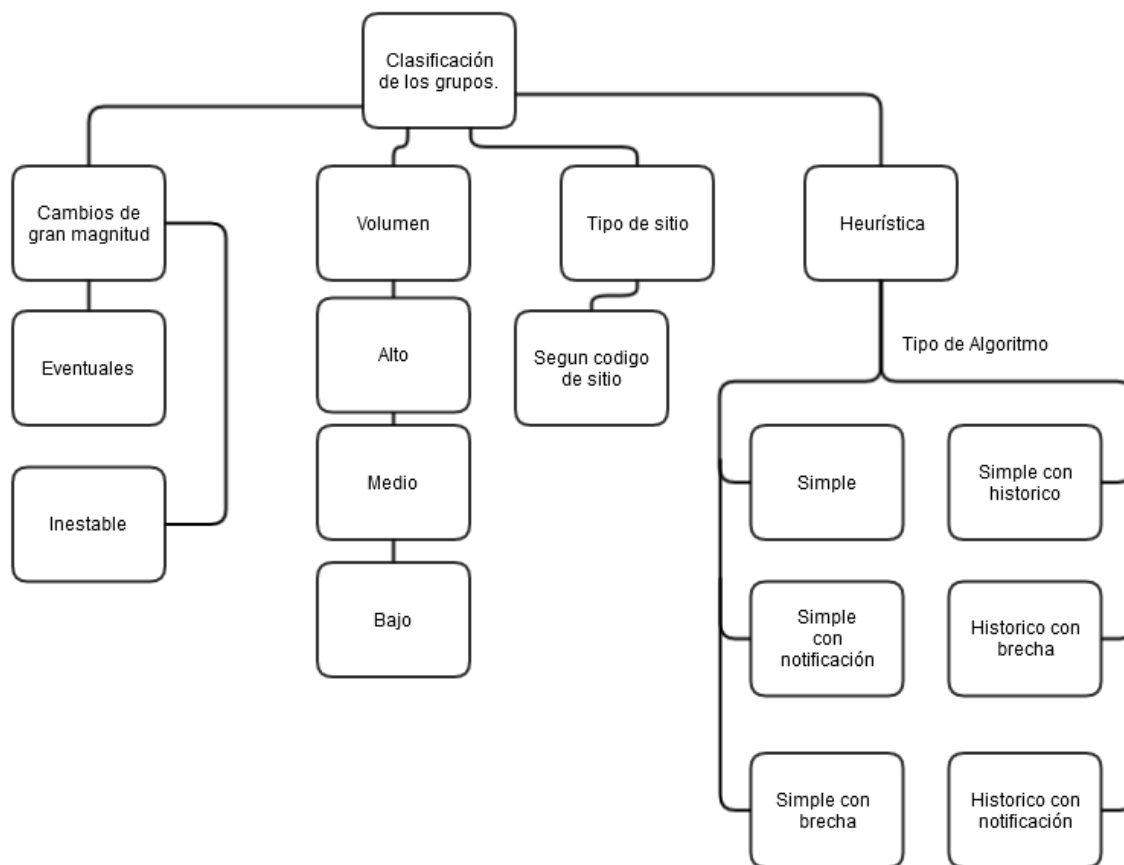 Clasificación
de los grupos.
Cambios de
gran magnitud
Volumen
Tipo de sitio
Heurística
Eventuales
Alto
Segun codigo
de sitio
Tipo de Algoritmo
Medio
Simple
Simple con
historico
Inestable
Bajo
Simple
con
notificación
Historico con
brecha
Simple con
brecha
Historico con
notificación